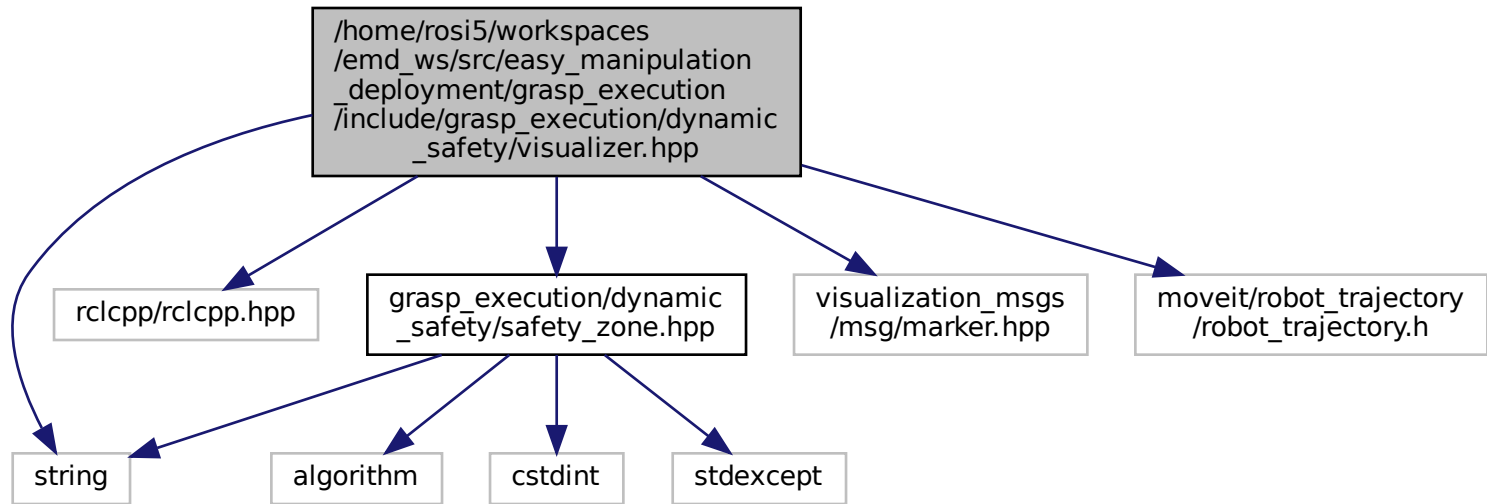 /home/rosi5/workspaces
/emd_ws/src/easy_manipulation
_deployment/grasp_execution
/include/grasp_execution/dynamic
_safety/visualizer.hpp
rclcpp/rclcpp.hpp
grasp_execution/dynamic
_safety/safety_zone.hpp
visualization_msgs
/msg/marker.hpp
moveit/robot_trajectory
/robot_trajectory.h
string
algorithm
cstdint
stdexcept